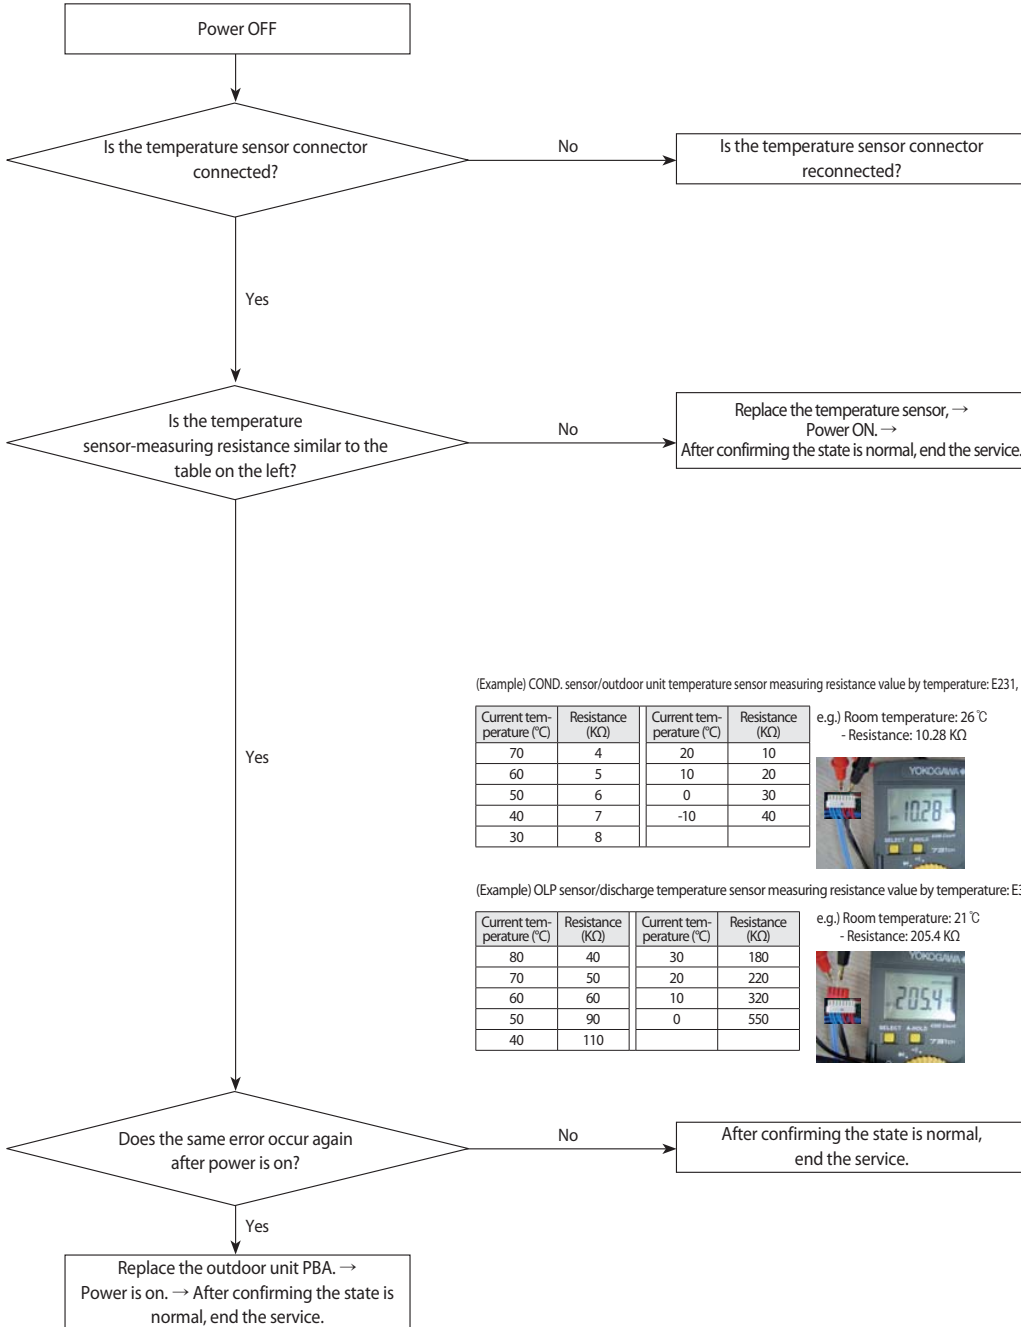 Power OFF
Is the temperature sensor connector
connected?
No
Is the temperature sensor connector
reconnected?
Yes
Is the temperature
sensor-measuring resistance similar to the
table on the left?
No
Replace the temperature sensor, →
Power ON. →
After confirming the state is normal, end the service.
Yes
(Example) COND. sensor/outdoor unit temperature sensor measuring resistance value by temperature: E231,
Current tem-
perature (°C)
Resistance
(KΩ)
Current tem-
perature (°C)
Resistance
(KΩ)
70 4 20 10
60 5 10 20
50 6 0 30
40 7 -10 40
30 8
e.g.) Room temperature: 26℃
- Resistance: 10.28 KΩ
YOKOGAWA
10.28
SELECT A-HOLD
(Example) OLP sensor/discharge temperature sensor measuring resistance value by temperature: E3
Current tem-
perature (°C)
Resistance
(KΩ)
Current tem-
perature (°C)
Resistance
(KΩ)
80 40 30 180
70 50 20 220
60 60 10 320
50 90 0 550
40 110
e.g.) Room temperature: 21℃
- Resistance: 205.4 KΩ
YOKOGAWA
205.4
SELECT A-HOLD
Does the same error occur again
after power is on?
No
After confirming the state is normal,
end the service.
Yes
Replace the outdoor unit PBA. →
Power is on. → After confirming the state is
normal, end the service.